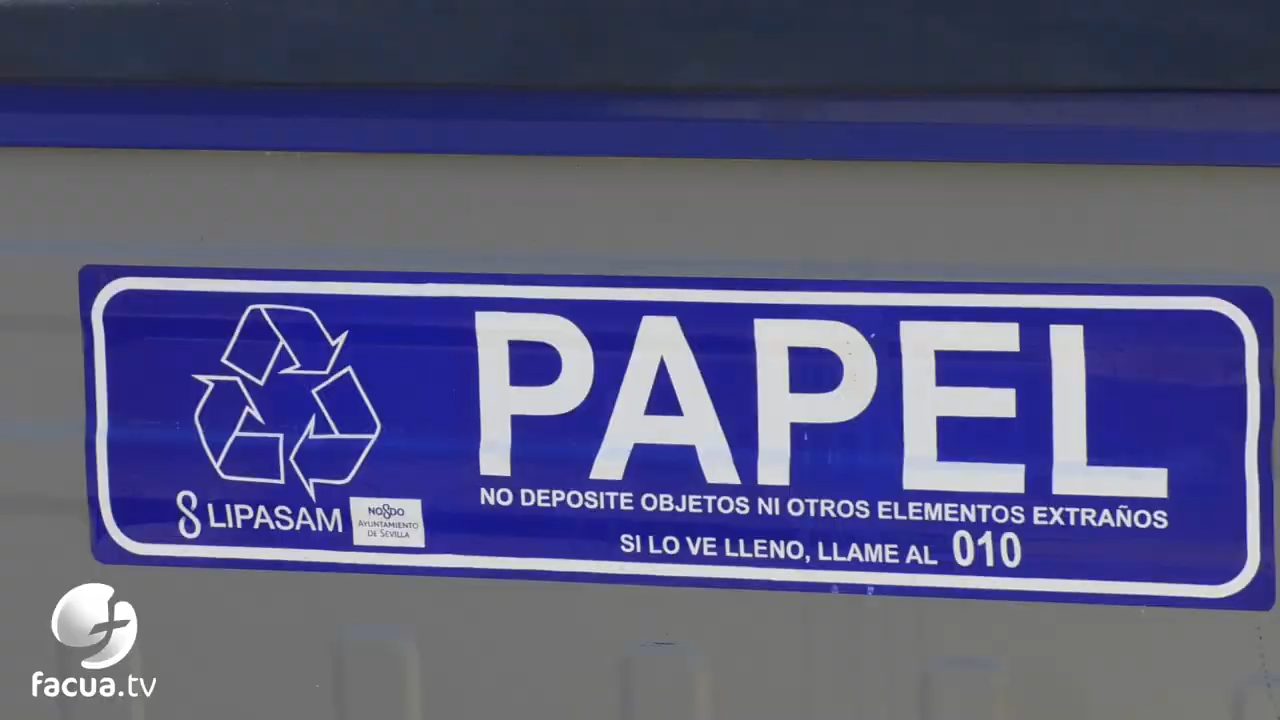 PAPEL
NO DEPOSITE OBJETOS NI OTROS ELEMENTOS EXTRAÑOS
SI LO VE LLENO, LLAME AL 010
LIPASAM
NO8DO
AYUNTAMIENTO
DE SEVILLA
facua.tv